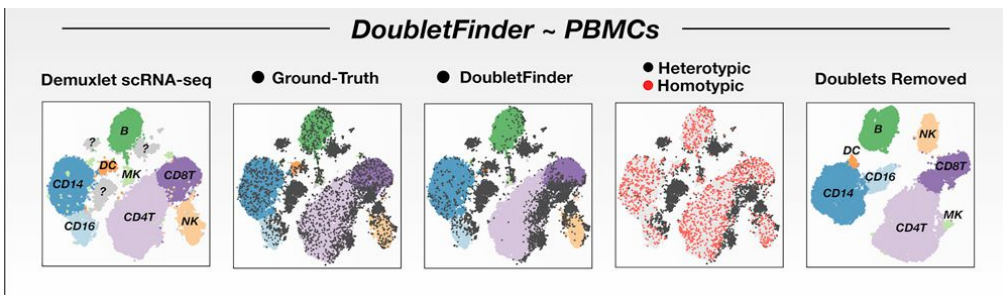 DoubletFinder ~ PBMCs
Demuxlet scRNA-seq
Ground-Truth
DoubletFinder
Heterotypic
Homotypic
Doublets Removed
B
?
?
DC
MK
CD8T
CD14
?
CD4T
NK
CD16
B
NK
DC
CD16
CD8T
CD14
MK
CD4T